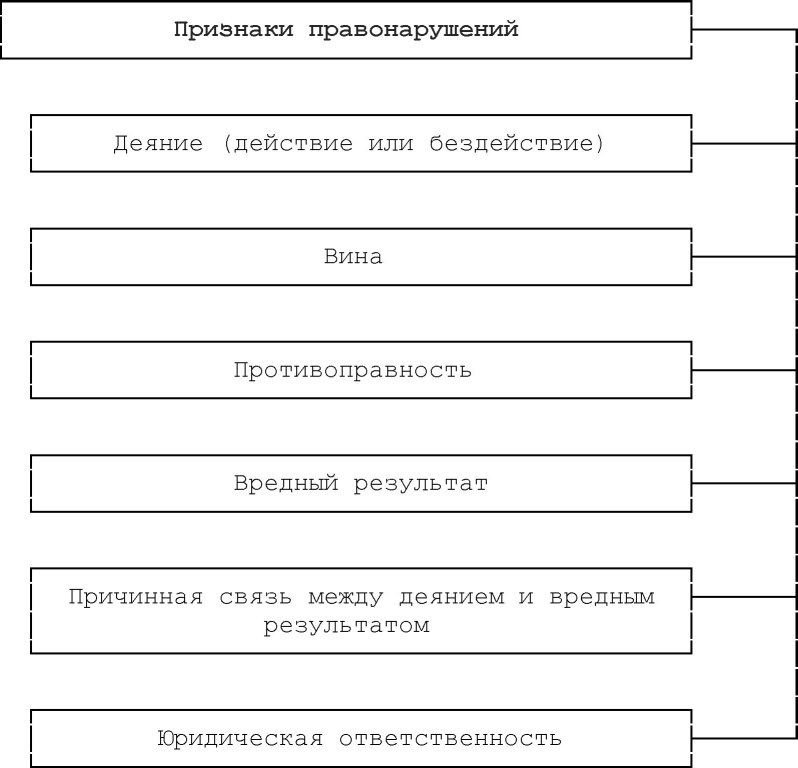 Признаки правонарушений
Деяние (действие или бездействие)
Вина
Противоправность
Вредный результат
Причинная связь между деянием и вредным
результатом
Юридическая ответственность